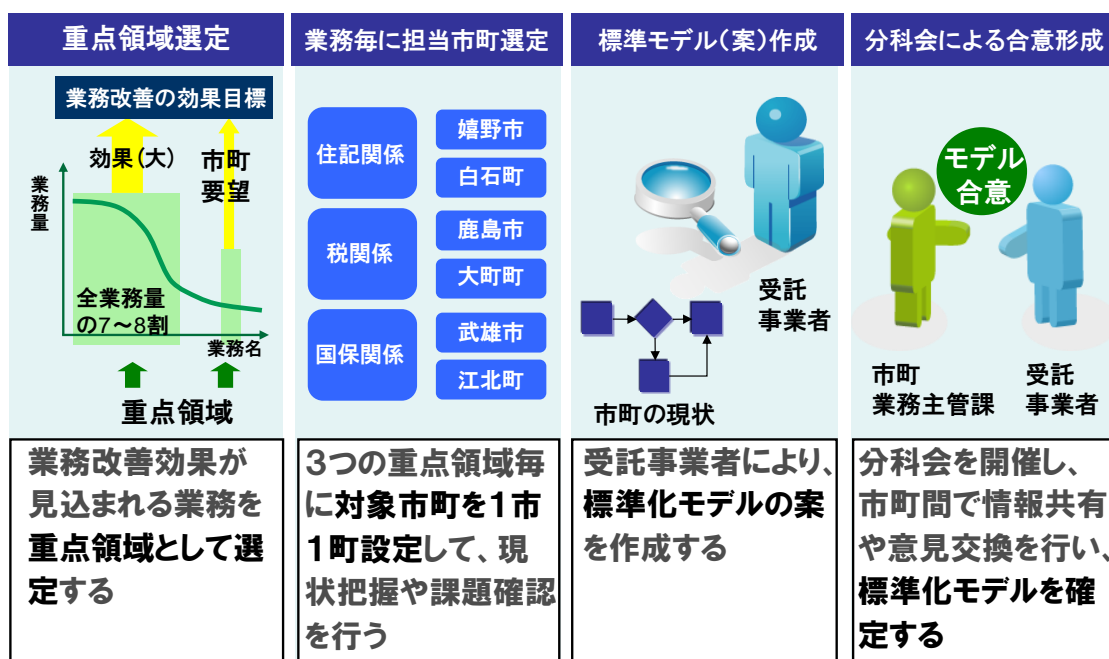 重点領域選定
業務改善の効果目標
効果(大)
市町
要望
業務量
全業務量
の7～8割
業務名
重点領域
業務改善効果が
見込まれる業務を
重点領域として選
定する
業務毎に担当市町選定
住記関係
嬉野市
白石町
税関係
鹿島市
大町町
国保関係
武雄市
江北町
3つの重点領域毎
に対象市町を1市
1町設定して、現
状把握や課題確認
を行う
標準モデル(案)作成
受託
事業者
市町の現状
受託事業者により、
標準化モデルの案
を作成する
分科会による合意形成
モデル
合意
市町
業務主管課
受託
事業者
分科会を開催し、
市町間で情報共有
や意見交換を行い、
標準化モデルを確
定する